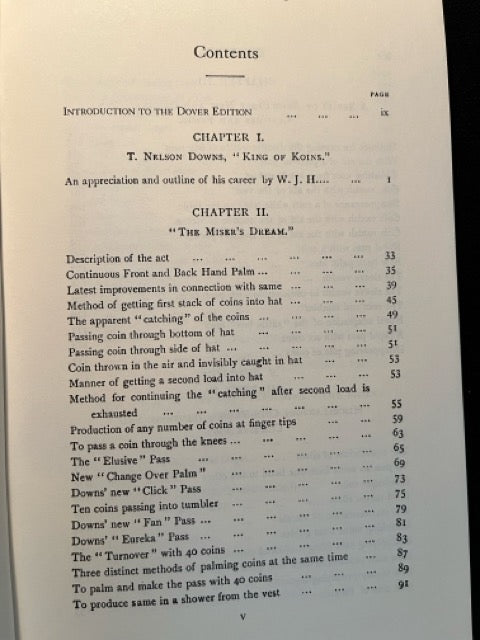 Contents
PAGE
INTRODUCTION TO THE DOVER EDITION ... ... ... ix
CHAPTER I.
T. NELSON DOWNS, "KING OF KOINS."
An appreciation and outline of his career by W. J. H.... ... 1
CHAPTER II.
"THE MISER'S DREAM."
Description of the act ... ... ... ... ... 33
Continuous Front and Back Hand Palm ... ... ... ... 35
Latest improvements in connection with same ... ... ... 39
Method of getting first stack of coins into hat ... ... ... 45
The apparent "catching" of the coins ... ... ... ... 49
Passing coin through bottom of hat ... ... ... ... 51
Passing coin through side of hat ... ... ... ... ... 51
Coin thrown in the air and invisibly caught in hat ... ... 53
Manner of getting a second load into hat ... ... ... 53
Method for continuing the "catching" after second load is
exhausted ... ... ... ... ... ... 55
Production of any number of coins at finger tips ... ... 59
To pass a coin through the knees ... ... ... ... ... 63
The "Elusive" Pass ... ... ... ... ... 65
New "Change Over Palm" ... ... ... ... ... 69
Downs' new "Click" Pass ... ... ... ... 73
Ten coins passing into tumbler ... ... ... ... 75
Downs' new "Fan" Pass ... ... ... ... ... 79
Downs' "Eureka" Pass ... ... ... ... ... 81
The "Turnover" with 40 coins ... ... ... ... 83
Three distinct methods of palming coins at the same time ... 87
To palm and make the pass with 40 coins ... ... ... 89
To produce same in a shower from the vest ... ... ... 91
v